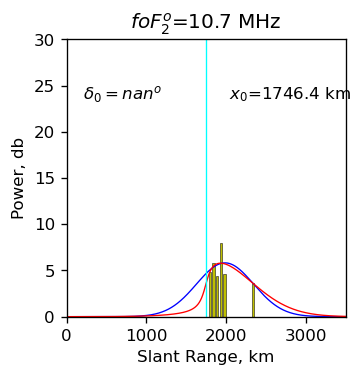 foF₂ᵒ=10.7 MHz
30
25
20
15
10
5
0
Power, db
δ₀ = nanᵒ
x₀=1746.4 km
0 1000 2000 3000
Slant Range, km